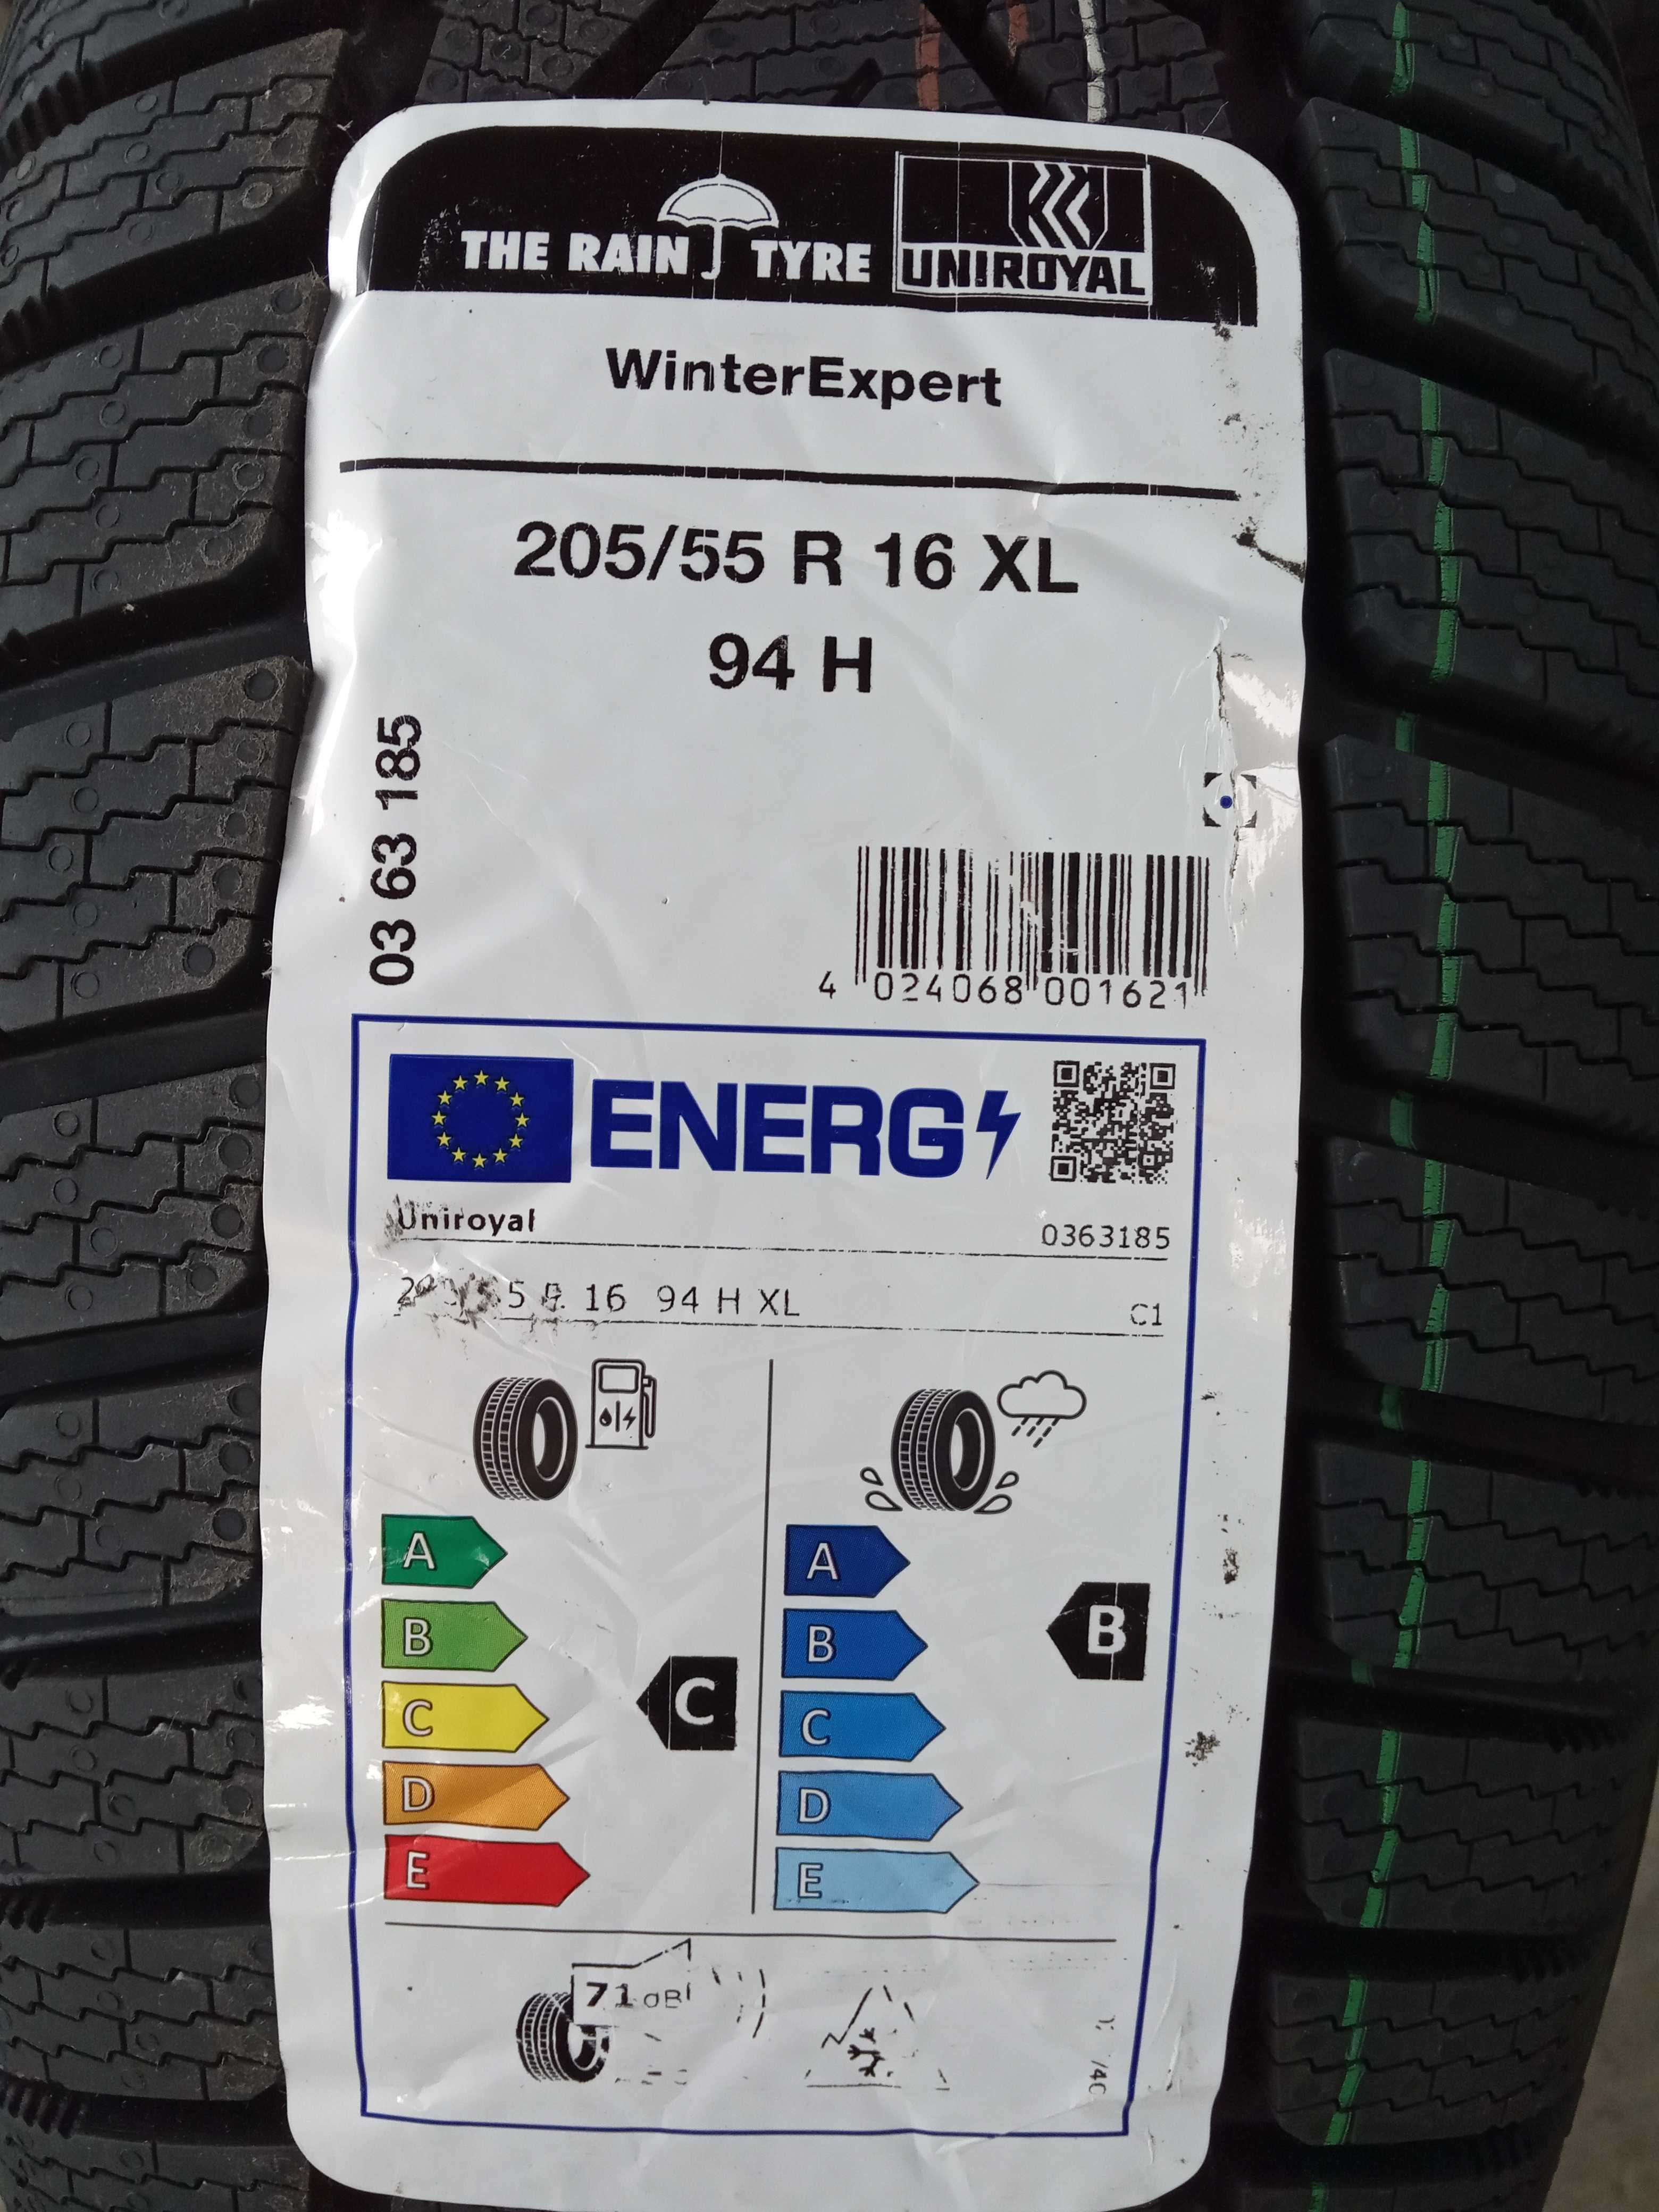 THE RAIN TYRE UNIROYAL
WinterExpert
205/55 R 16 XL
94 H
03 63 185
4 024068 001621
ENERG
Uniroyal 0363185
5 R 16 94 H XL C1
A A
B B B
C C C
D D
E E
71 dB